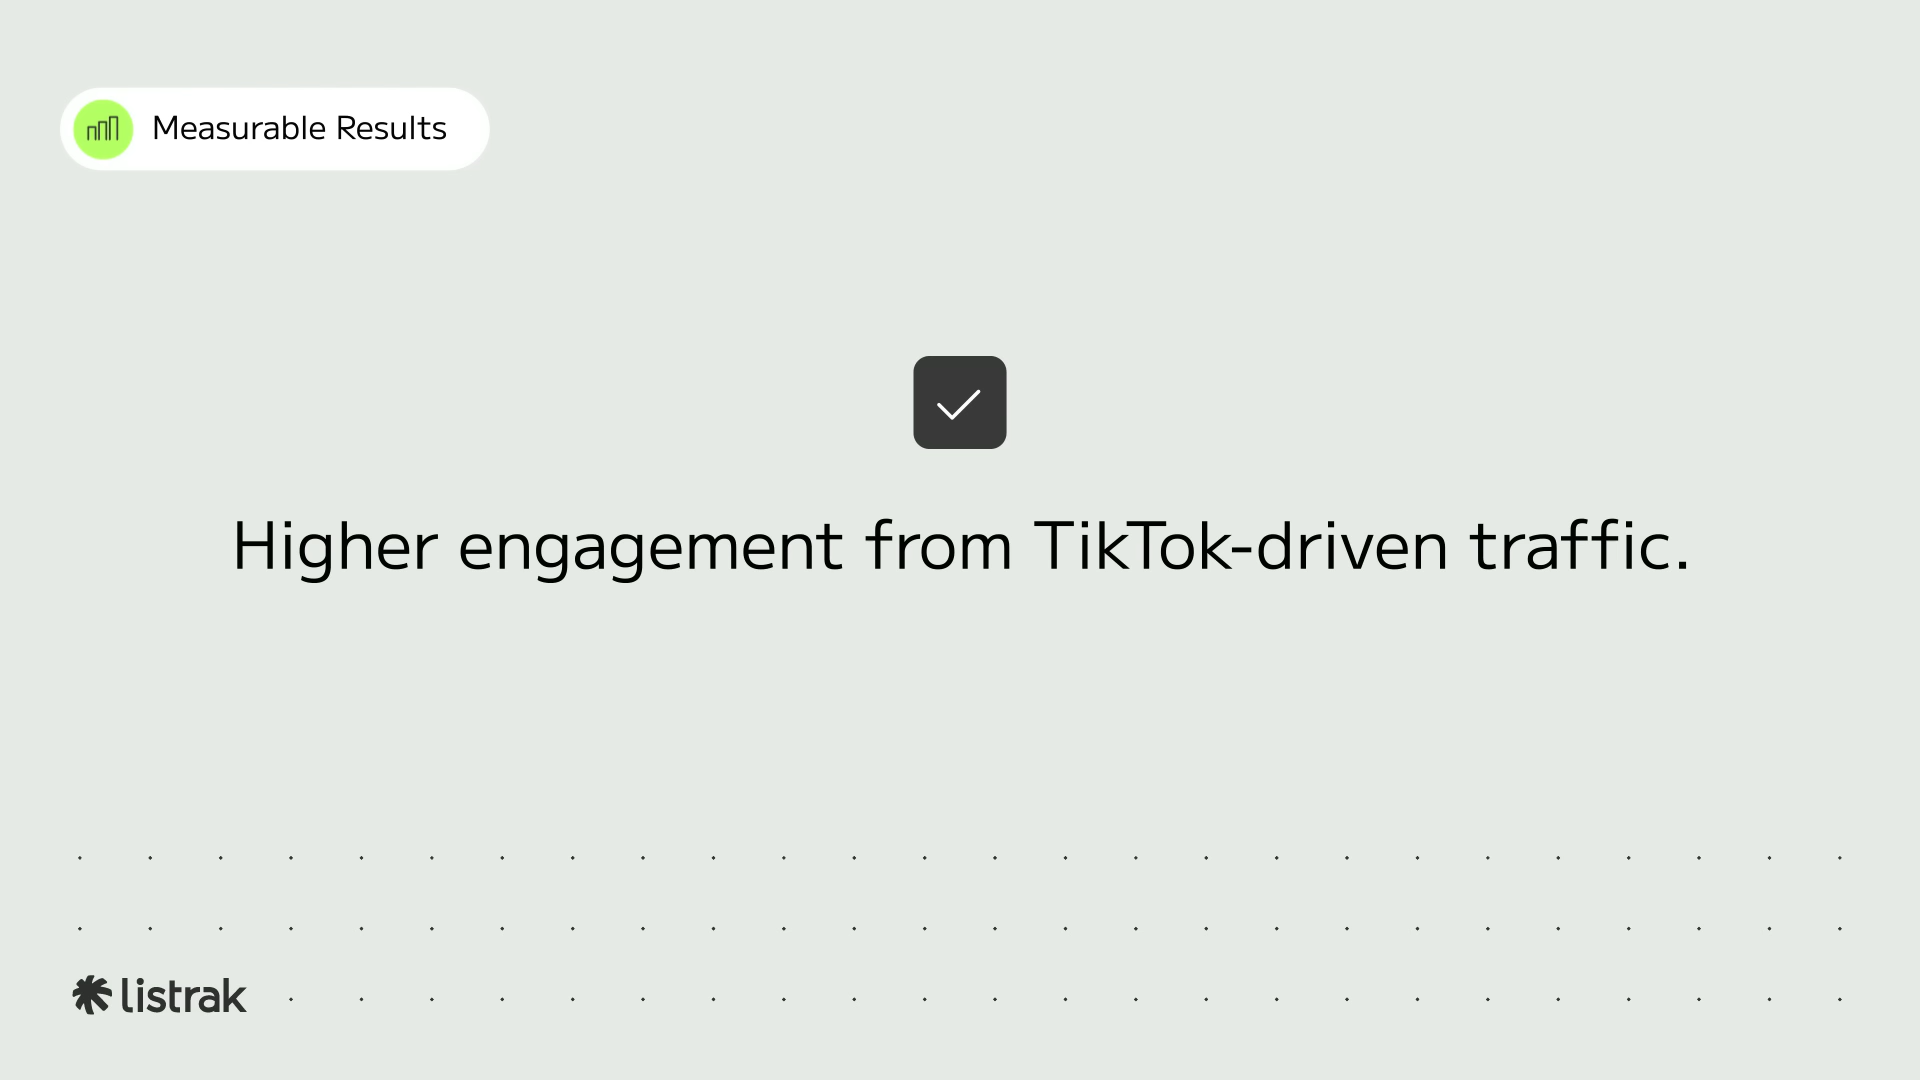 Measurable Results
Higher engagement from TikTok-driven traffic.
listrak